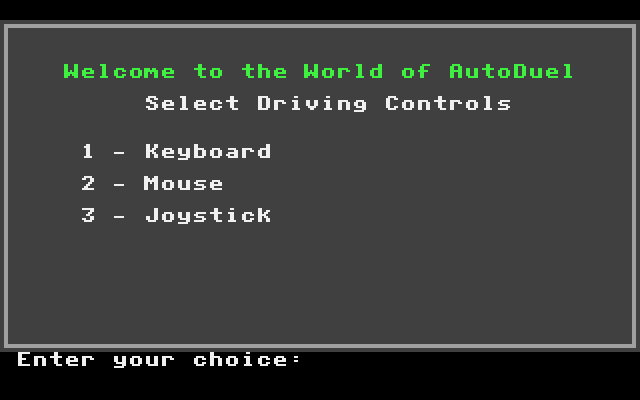 Welcome to the World of AutoDuel
Select Driving Controls
1 - Keyboard
2 - Mouse
3 - Joystick
Enter your choice: